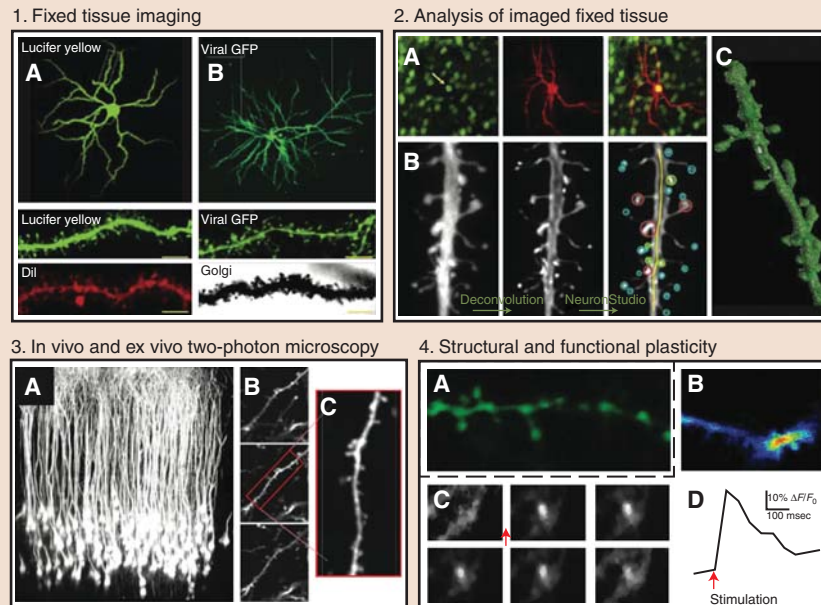 1. Fixed tissue imaging
Lucifer yellow
A
Viral GFP
B
Lucifer yellow
Viral GFP
DiI
Golgi
2. Analysis of imaged fixed tissue
A
C
B
Deconvolution
NeuronStudio
3. In vivo and ex vivo two-photon microscopy
A
B
C
4. Structural and functional plasticity
A
B
C
D
10% ΔF/F₀
100 msec
Stimulation